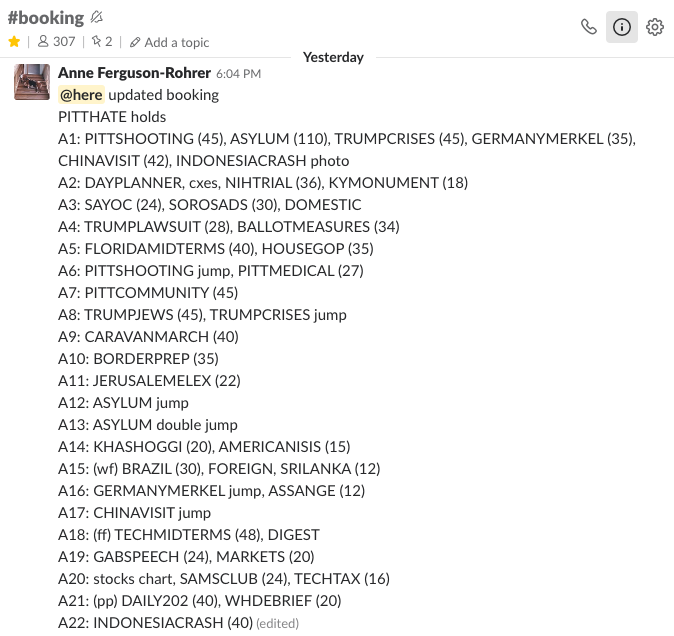 #booking
307 | 2 | Add a topic
Yesterday
Anne Ferguson-Rohrer 6:04 PM
@here updated booking
PITTHATE holds
A1: PITTSHOOTING (45), ASYLUM (110), TRUMPCRISES (45), GERMANYMERKEL (35),
CHINAVISIT (42), INDONESIACRASH photo
A2: DAYPLANNER, cxes, NIHTRIAL (36), KYMONUMENT (18)
A3: SAYOC (24), SOROSADS (30), DOMESTIC
A4: TRUMPLAWSUIT (28), BALLOTMEASURES (34)
A5: FLORIDAMIDTERMS (40), HOUSEGOP (35)
A6: PITTSHOOTING jump, PITTMEDICAL (27)
A7: PITTCOMMUNITY (45)
A8: TRUMPJEWS (45), TRUMPCRISES jump
A9: CARAVANMARCH (40)
A10: BORDERPREP (35)
A11: JERUSALEMELEX (22)
A12: ASYLUM jump
A13: ASYLUM double jump
A14: KHASHOGGI (20), AMERICANISIS (15)
A15: (wf) BRAZIL (30), FOREIGN, SRILANKA (12)
A16: GERMANYMERKEL jump, ASSANGE (12)
A17: CHINAVISIT jump
A18: (ff) TECHMIDTERMS (48), DIGEST
A19: GABSPEECH (24), MARKETS (20)
A20: stocks chart, SAMSCLUB (24), TECHTAX (16)
A21: (pp) DAILY202 (40), WHDEBRIEF (20)
A22: INDONESIACRASH (40) (edited)